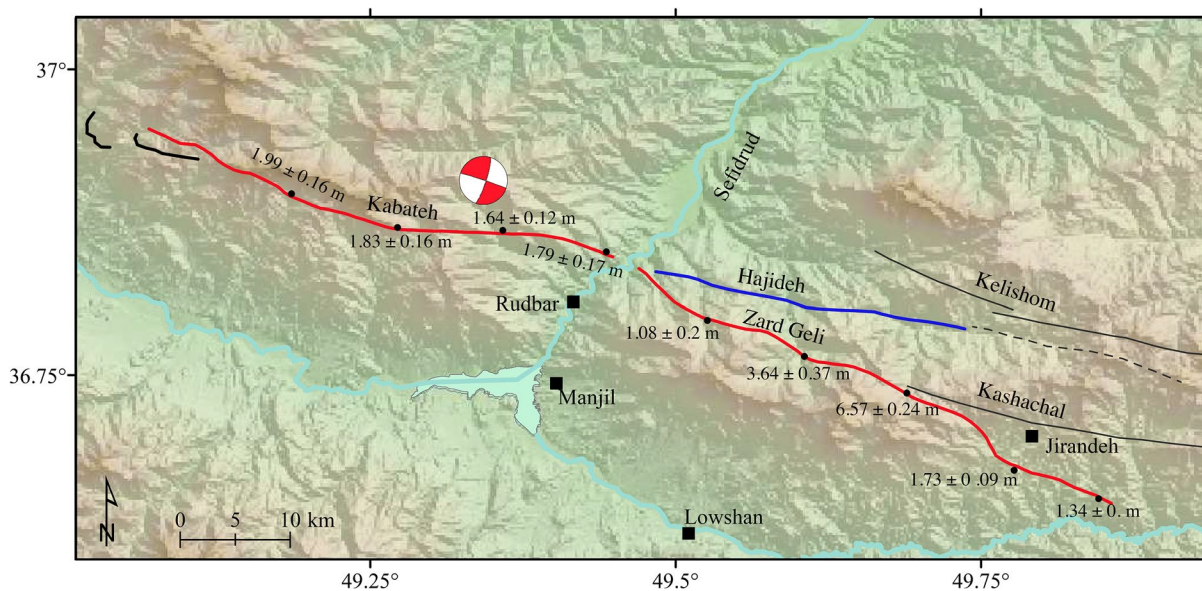 37°
36.75°
1.99 ± 0.16 m
Kabateh
1.83 ± 0.16 m
1.64 ± 0.12 m
1.79 ± 0.17 m
Sefidrud
Rudbar
Manjil
Lowshan
Hajideh
Kelishom
Zard Geli
1.08 ± 0.2 m
3.64 ± 0.37 m
6.57 ± 0.24 m
Kashachal
Jirandeh
1.73 ± 0 .09 m
1.34 ± 0. m
N
0 5 10 km
49.25° 49.5° 49.75°